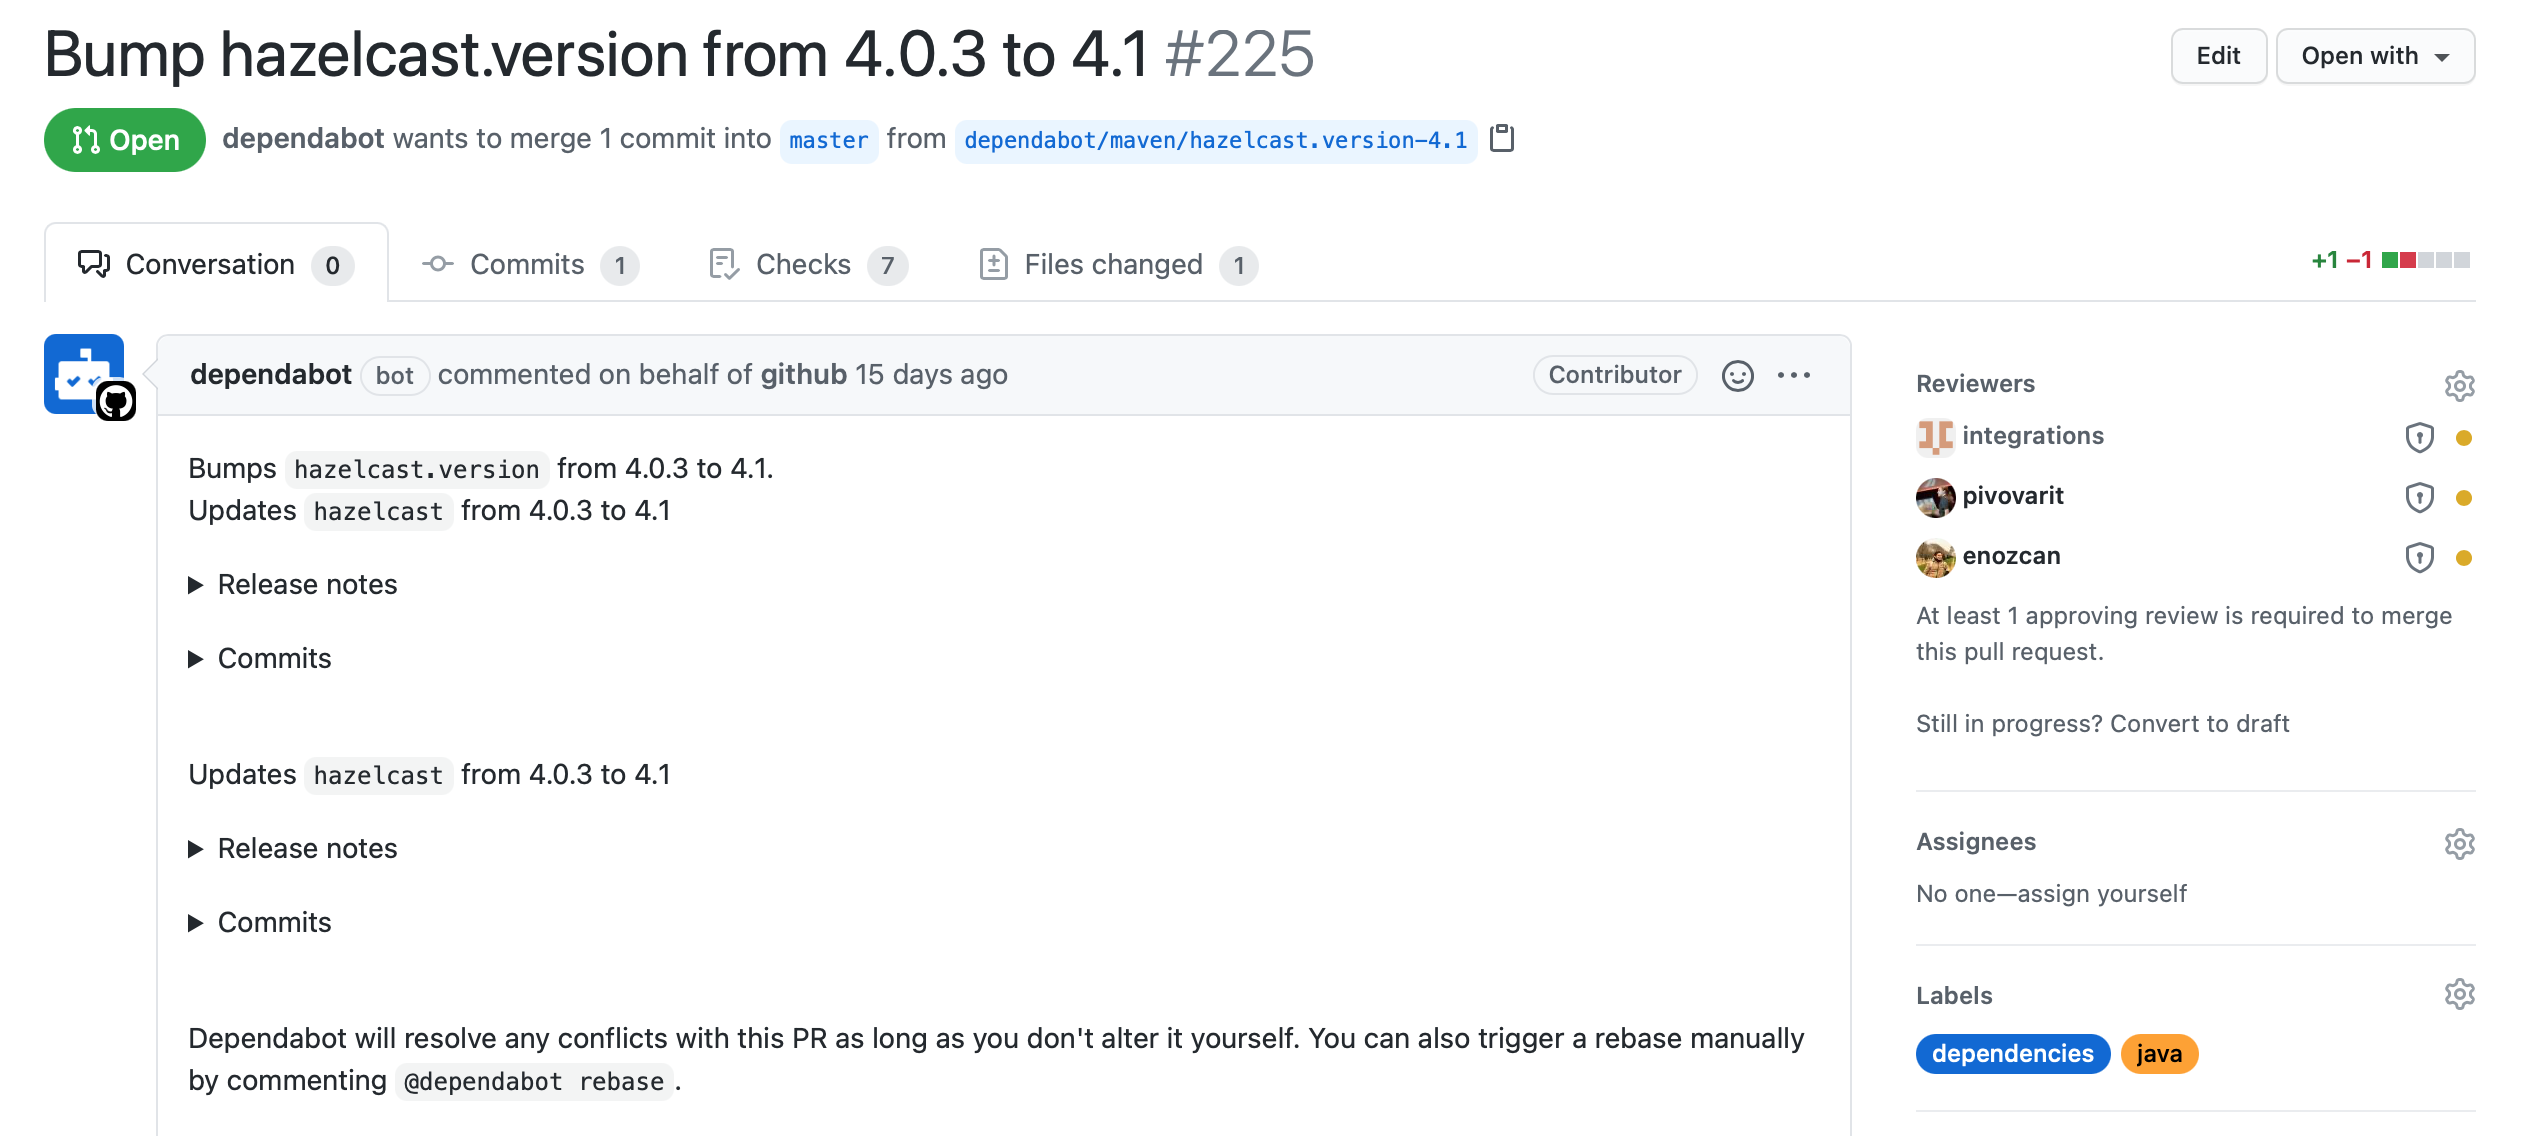 Bump hazelcast.version from 4.0.3 to 4.1 #225
Edit
Open with
Open
dependabot wants to merge 1 commit into master from dependabot/maven/hazelcast.version-4.1
Conversation 0
Commits 1
Checks 7
Files changed 1
+1 −1
dependabot bot commented on behalf of github 15 days ago
Contributor
Bumps hazelcast.version from 4.0.3 to 4.1.
Updates hazelcast from 4.0.3 to 4.1
Release notes
Commits
Updates hazelcast from 4.0.3 to 4.1
Release notes
Commits
Dependabot will resolve any conflicts with this PR as long as you don't alter it yourself. You can also trigger a rebase manually
by commenting @dependabot rebase.
Reviewers
integrations
pivovarit
enozcan
At least 1 approving review is required to merge
this pull request.
Still in progress? Convert to draft
Assignees
No one—assign yourself
Labels
dependencies
java